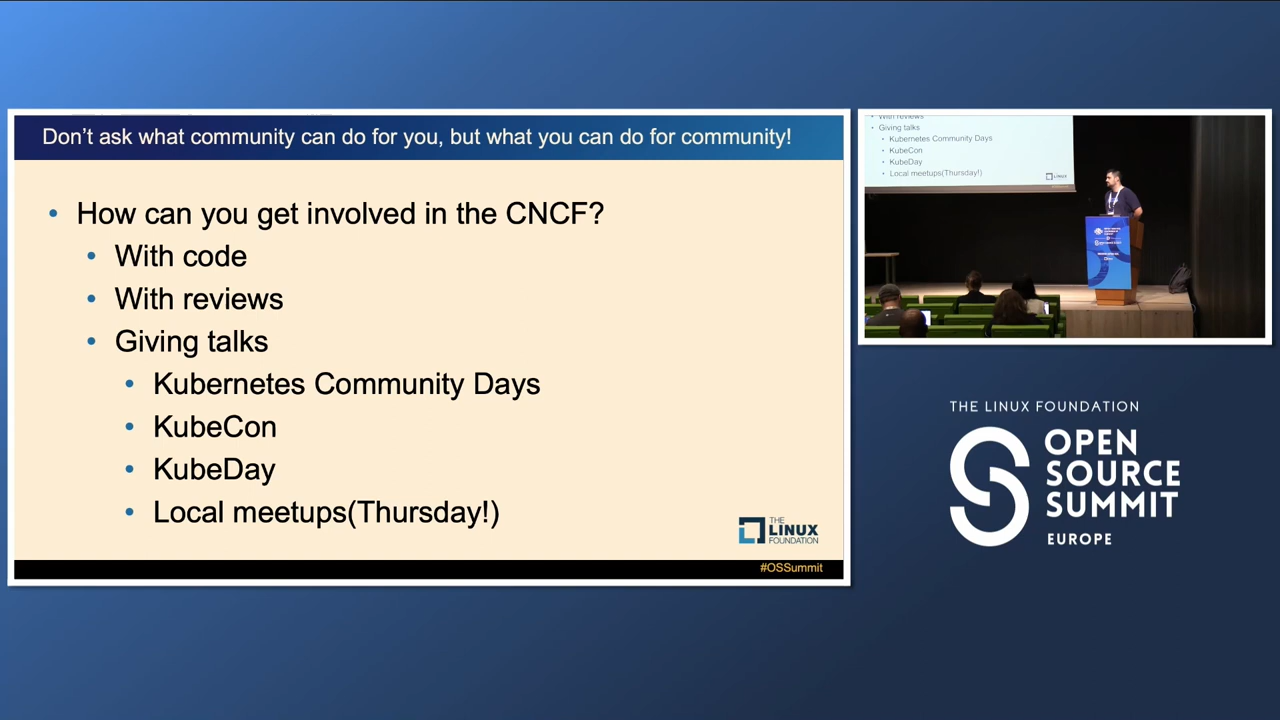 Don't ask what community can do for you, but what you can do for community!
• How can you get involved in the CNCF?
• With code
• With reviews
• Giving talks
• Kubernetes Community Days
• KubeCon
• KubeDay
• Local meetups(Thursday!)
THE
LINUX
FOUNDATION
#OSSummit
• With reviews
• Giving talks
• Kubernetes Community Days
• KubeCon
• KubeDay
• Local meetups(Thursday!)
LINUX
THE LINUX FOUNDATION
OPEN
SOURCE
SUMMIT
EUROPE